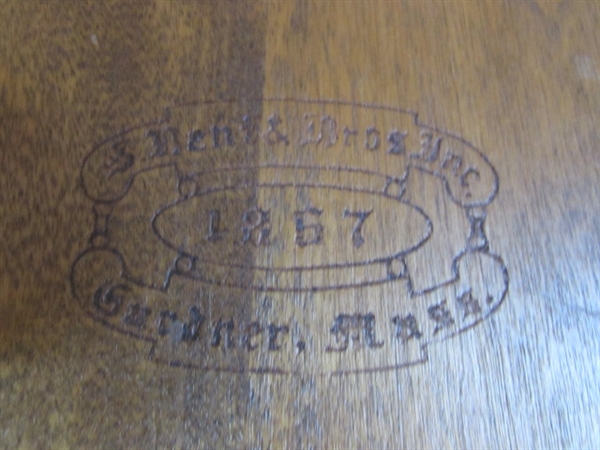 S Bent & Bros Inc.
1867
Gardner, Mass.